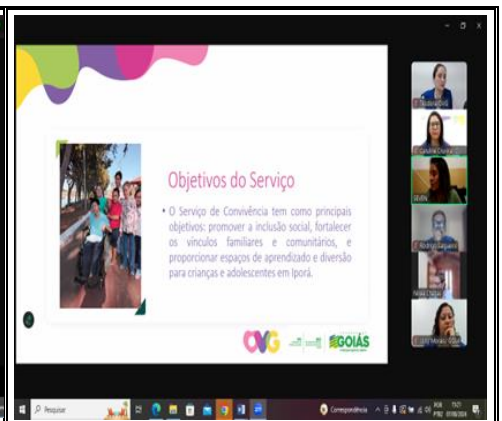 Objetivos do Serviço
• O Serviço de Convivência tem como principais
objetivos: promover a inclusão social, fortalecer
os vínculos familiares e comunitários, e
proporcionar espaços de aprendizado e diversão
para crianças e adolescentes em Iporá.
OVG
GOIÁS
Pesquisar
Correspondência